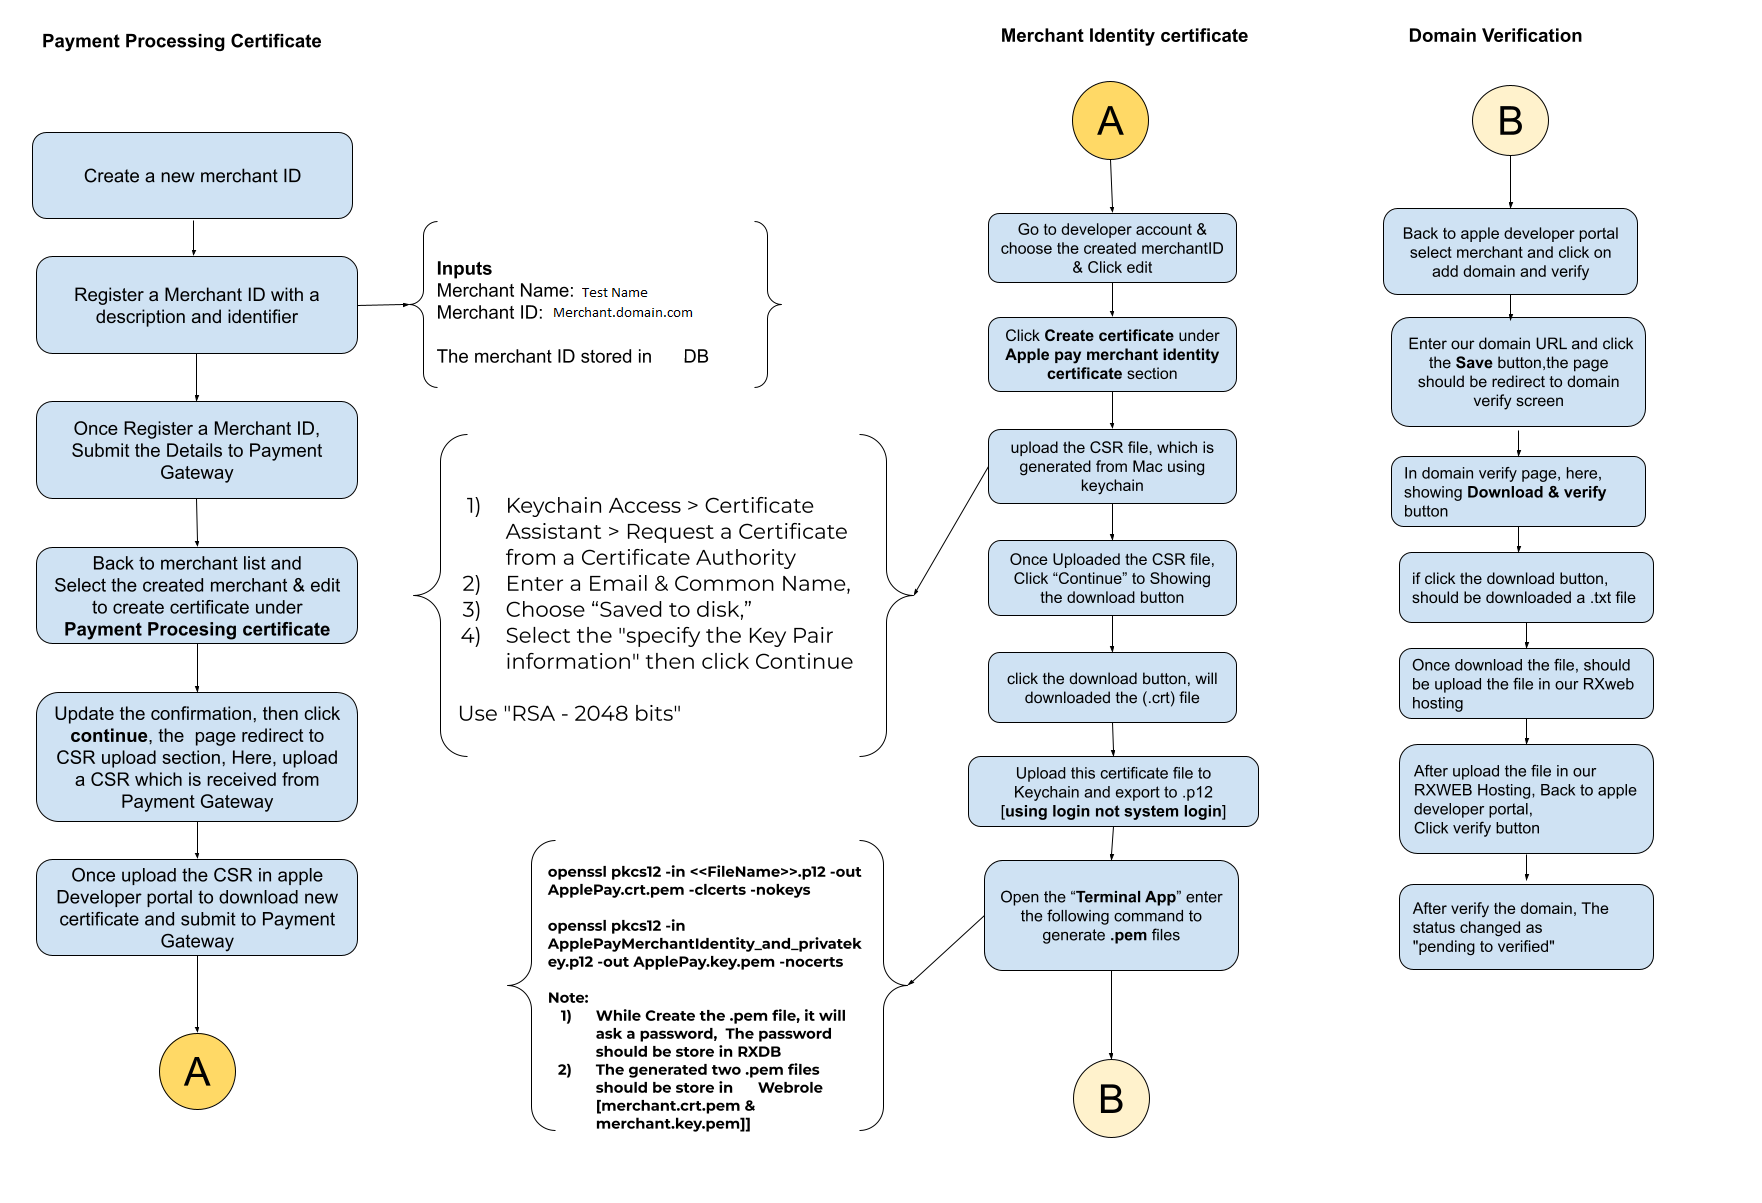 Payment Processing Certificate
Create a new merchant ID
Register a Merchant ID with a
description and identifier
Inputs
Merchant Name: Test Name
Merchant ID: Merchant.domain.com
The merchant ID stored in DB
Once Register a Merchant ID,
Submit the Details to Payment
Gateway
Back to merchant list and
Select the created merchant & edit
to create certificate under
Payment Procesing certificate
Update the confirmation, then click
continue, the page redirect to
CSR upload section, Here, upload
a CSR which is received from
Payment Gateway
Once upload the CSR in apple
Developer portal to download new
certificate and submit to Payment
Gateway
A
Merchant Identity certificate
A
Go to developer account &
choose the created merchantID
& Click edit
Click Create certificate under
Apple pay merchant identity
certificate section
upload the CSR file, which is
generated from Mac using
keychain
1) Keychain Access > Certificate
Assistant > Request a Certificate
from a Certificate Authority
2) Enter a Email & Common Name,
3) Choose “Saved to disk,”
4) Select the "specify the Key Pair
information" then click Continue
Use "RSA - 2048 bits"
Once Uploaded the CSR file,
Click “Continue” to Showing
the download button
click the download button, will
downloaded the (.crt) file
Upload this certificate file to
Keychain and export to .p12
[using login not system login]
Open the “Terminal App” enter
the following command to
generate .pem files
openssl pkcs12 -in <<FileName>>.p12 -out
ApplePay.crt.pem -clcerts -nokeys
openssl pkcs12 -in
ApplePayMerchantIdentity_and_privatek
ey.p12 -out ApplePay.key.pem -nocerts
Note:
1) While Create the .pem file, it will
ask a password, The password
should be store in RXDB
2) The generated two .pem files
should be store in Webrole
[merchant.crt.pem &
merchant.key.pem]]
B
Domain Verification
B
Back to apple developer portal
select merchant and click on
add domain and verify
Enter our domain URL and click
the Save button,the page
should be redirect to domain
verify screen
In domain verify page, here,
showing Download & verify
button
if click the download button,
should be downloaded a .txt file
Once download the file, should
be upload the file in our RXweb
hosting
After upload the file in our
RXWEB Hosting, Back to apple
developer portal,
Click verify button
After verify the domain, The
status changed as
"pending to verified"